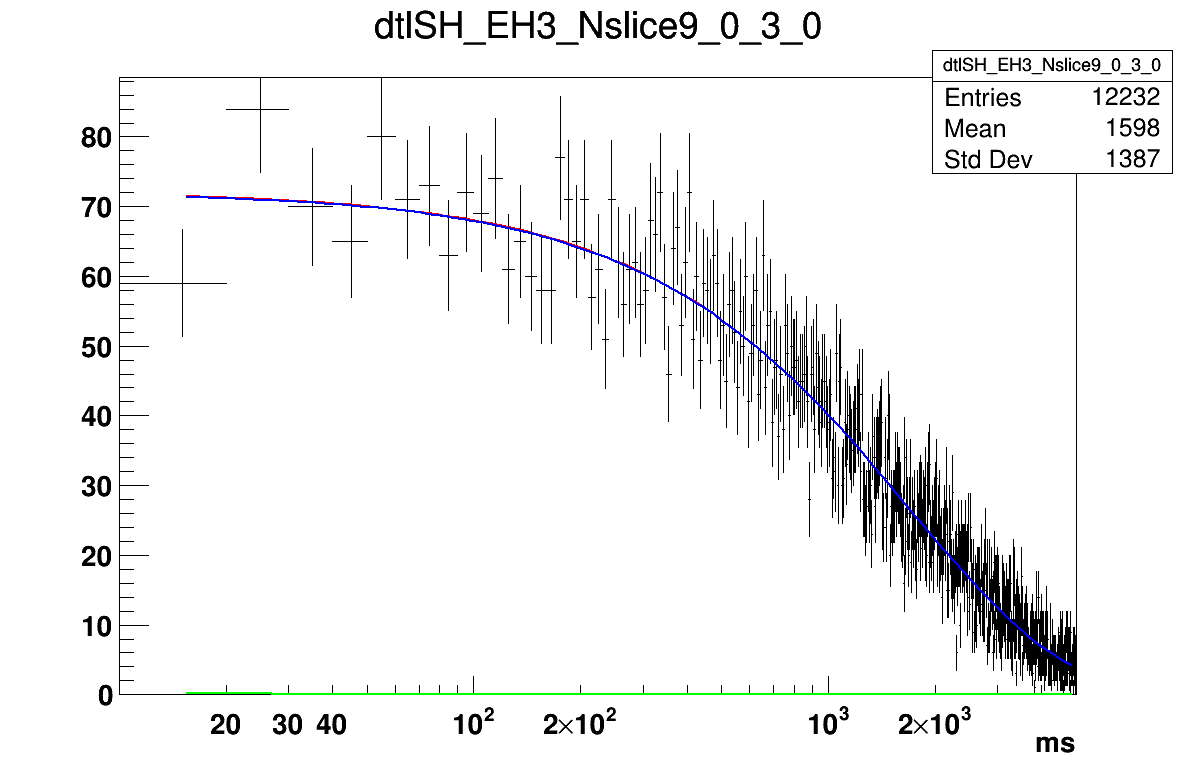 dtlSH_EH3_Nslice9_0_3_0
dtlSH_EH3_Nslice9_0_3_0
Entries 12232
Mean 1598
Std Dev 1387
80
70
60
50
40
30
20
10
0
20 30 40 10² 2×10² 10³ 2×10³
ms